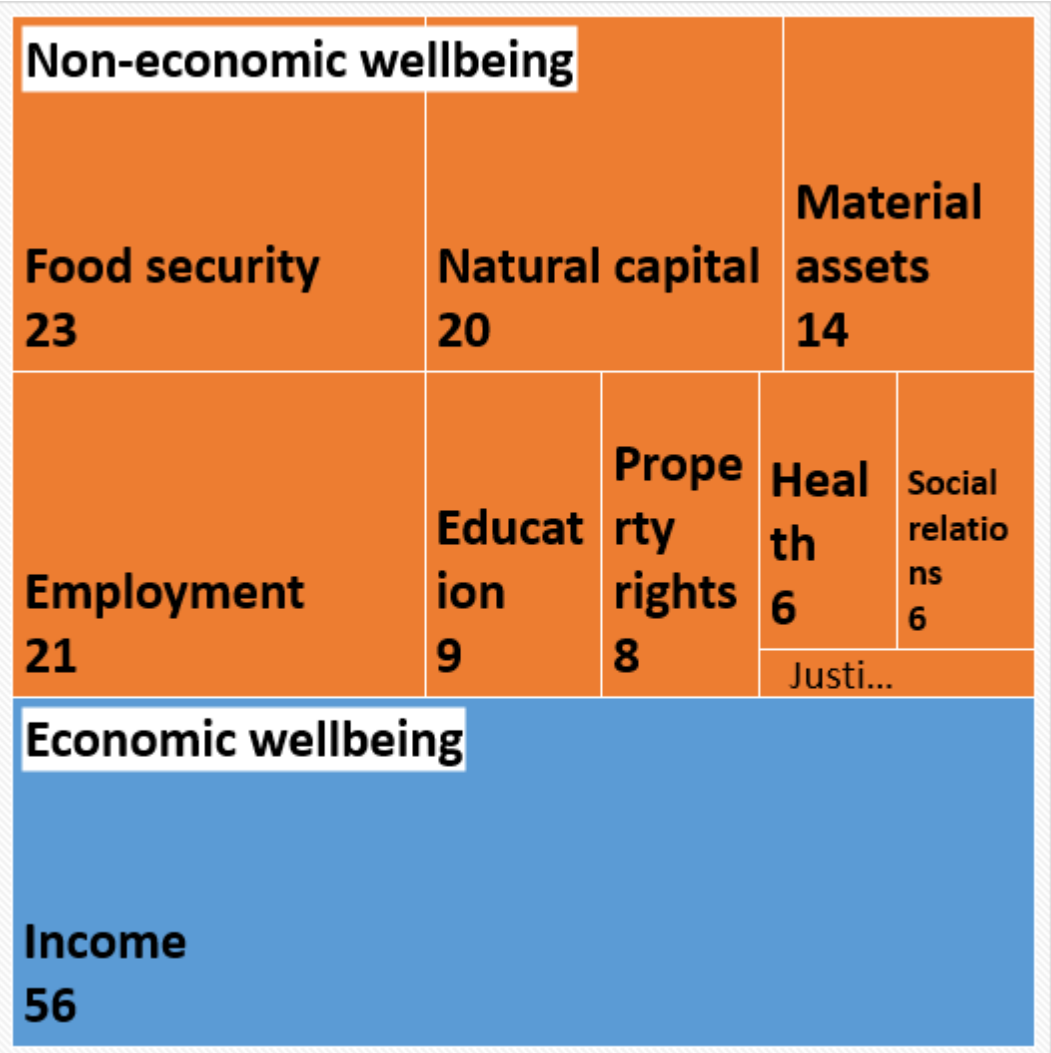 Non-economic wellbeing
Food security
23
Natural capital
20
Material
assets
14
Employment
21
Educat
ion
9
Prope
rty
rights
8
Heal
th
6
Social
relatio
ns
6
Justi...
Economic wellbeing
Income
56